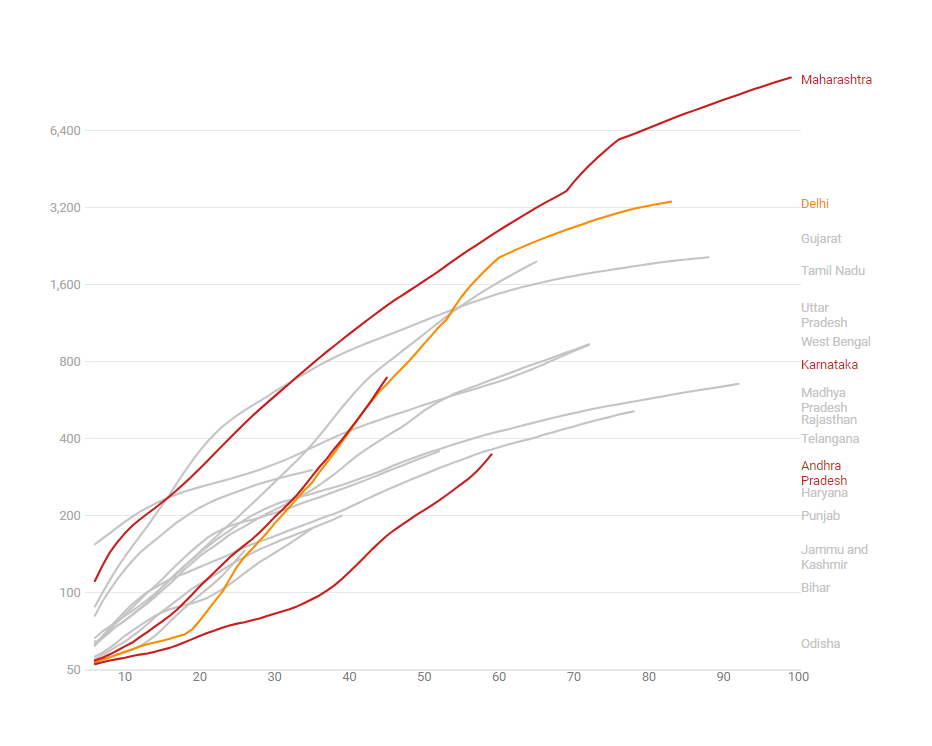 Maharashtra
6,400
3,200
Delhi
Gujarat
Tamil Nadu
1,600
Uttar
Pradesh
West Bengal
800
Karnataka
Madhya
Pradesh
Rajasthan
400
Telangana
Andhra
Pradesh
Haryana
200
Punjab
Jammu and
Kashmir
100
Bihar
Odisha
50
10 20 30 40 50 60 70 80 90 100